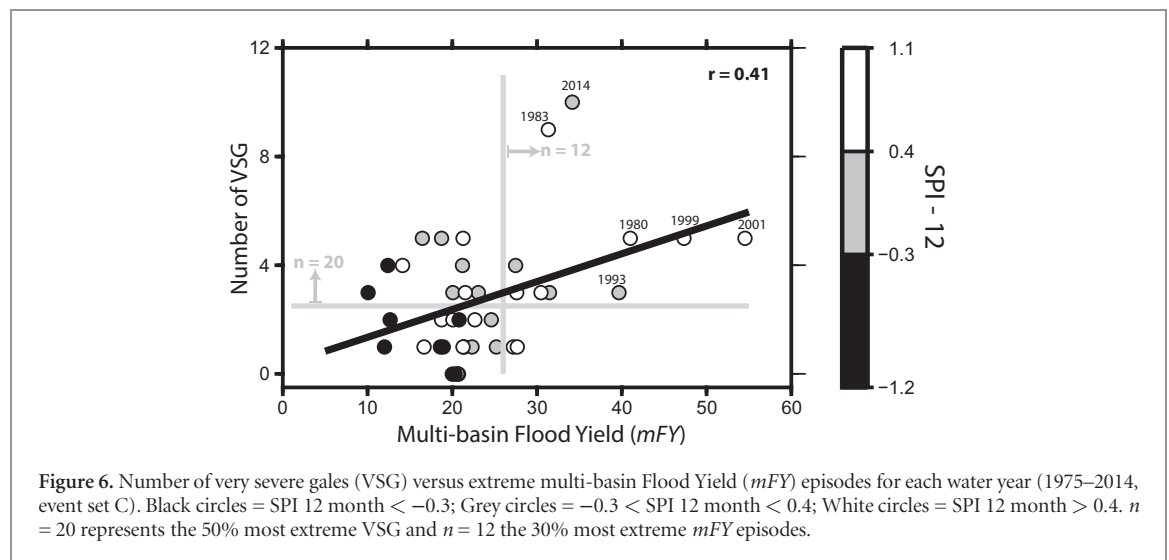 12
8
4
0
Number of VSG
r = 0.41
2014
1983
n = 12
1980
1999
2001
n = 20
1993
0 10 20 30 40 50 60
Multi-basin Flood Yield (mFY)
1.1
0.4
−0.3
−1.2
SPI - 12
Figure 6. Number of very severe gales (VSG) versus extreme multi-basin Flood Yield (mFY) episodes for each water year (1975–2014,
event set C). Black circles = SPI 12 month < −0.3; Grey circles = −0.3 < SPI 12 month < 0.4; White circles = SPI 12 month > 0.4. n
= 20 represents the 50% most extreme VSG and n = 12 the 30% most extreme mFY episodes.